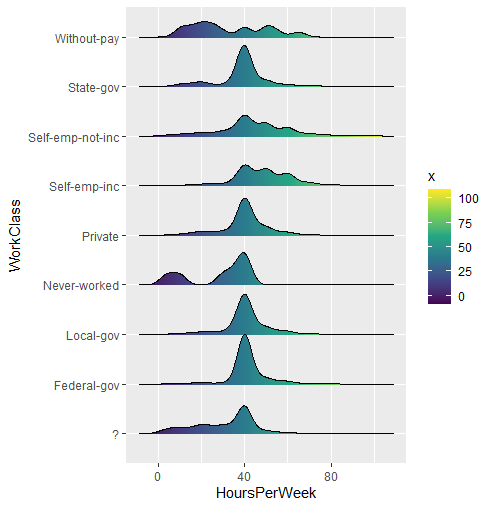 Without-pay
State-gov
Self-emp-not-inc
Self-emp-inc
Private
Never-worked
Local-gov
Federal-gov
?
WorkClass
0 40 80
HoursPerWeek
x
100
75
50
25
0